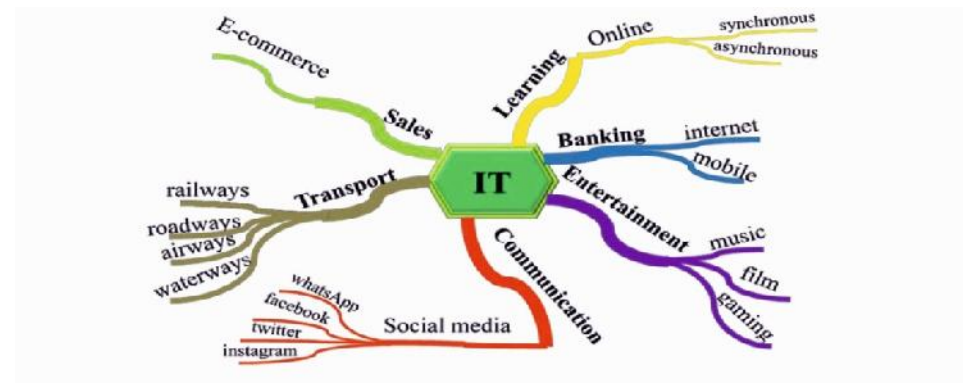 IT
Learning
Online
synchronous
asynchronous
Banking
internet
mobile
Entertainment
music
film
gaming
Communication
Social media
whatsApp
facebook
twitter
instagram
Transport
railways
roadways
airways
waterways
Sales
E-commerce